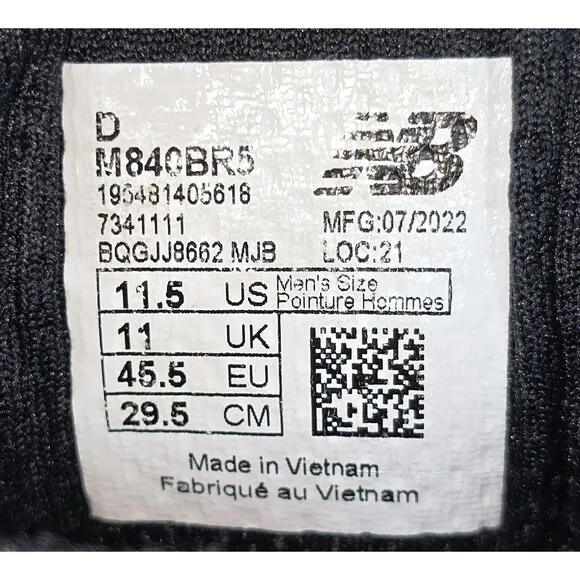 D
M840BR5
NB
195481405618
7341111
MFG:07/2022
BQGJJ8662 MJB
LOC:21
11.5 US Men's Size
Pointure Hommes
11 UK
45.5 EU
29.5 CM
Made in Vietnam
Fabriqué au Vietnam